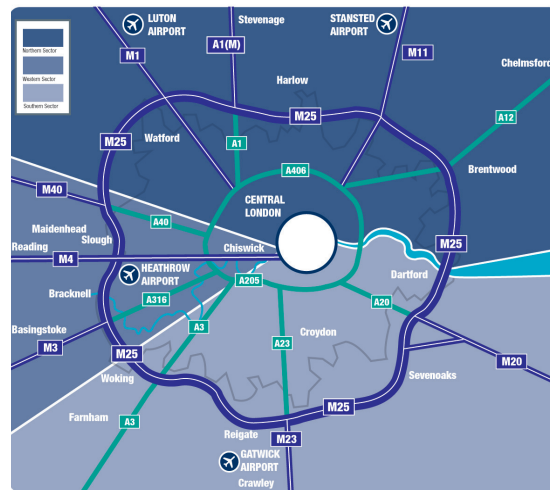 LUTON
AIRPORT
Stevenage
STANSTED
AIRPORT
Northern Sector
Western Sector
Southern Sector
M1
A1(M)
M11
Chelmsford
Harlow
M25
A12
Watford
M25
A1
A406
Brentwood
M40
CENTRAL
LONDON
Maidenhead
A40
Slough
Chiswick
M25
Reading
M4
HEATHROW
AIRPORT
Dartford
A205
Bracknell
A316
A20
Basingstoke
A3
Croydon
M3
M25
A23
M20
Woking
Sevenoaks
Farnham
A3
M25
Reigate
M23
GATWICK
AIRPORT
Crawley